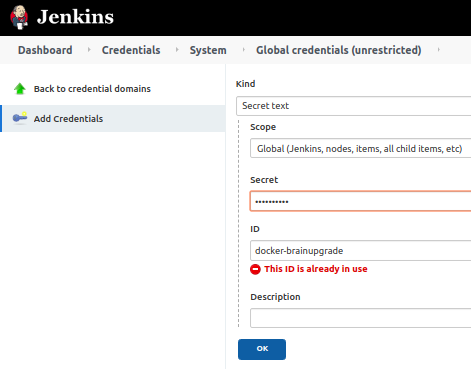 Jenkins
Dashboard Credentials System Global credentials (unrestricted)
Back to credential domains
Add Credentials
Kind
Secret text
Scope
Global (Jenkins, nodes, items, all child items, etc)
Secret
••••••••••
ID
docker-brainupgrade
This ID is already in use
Description
OK